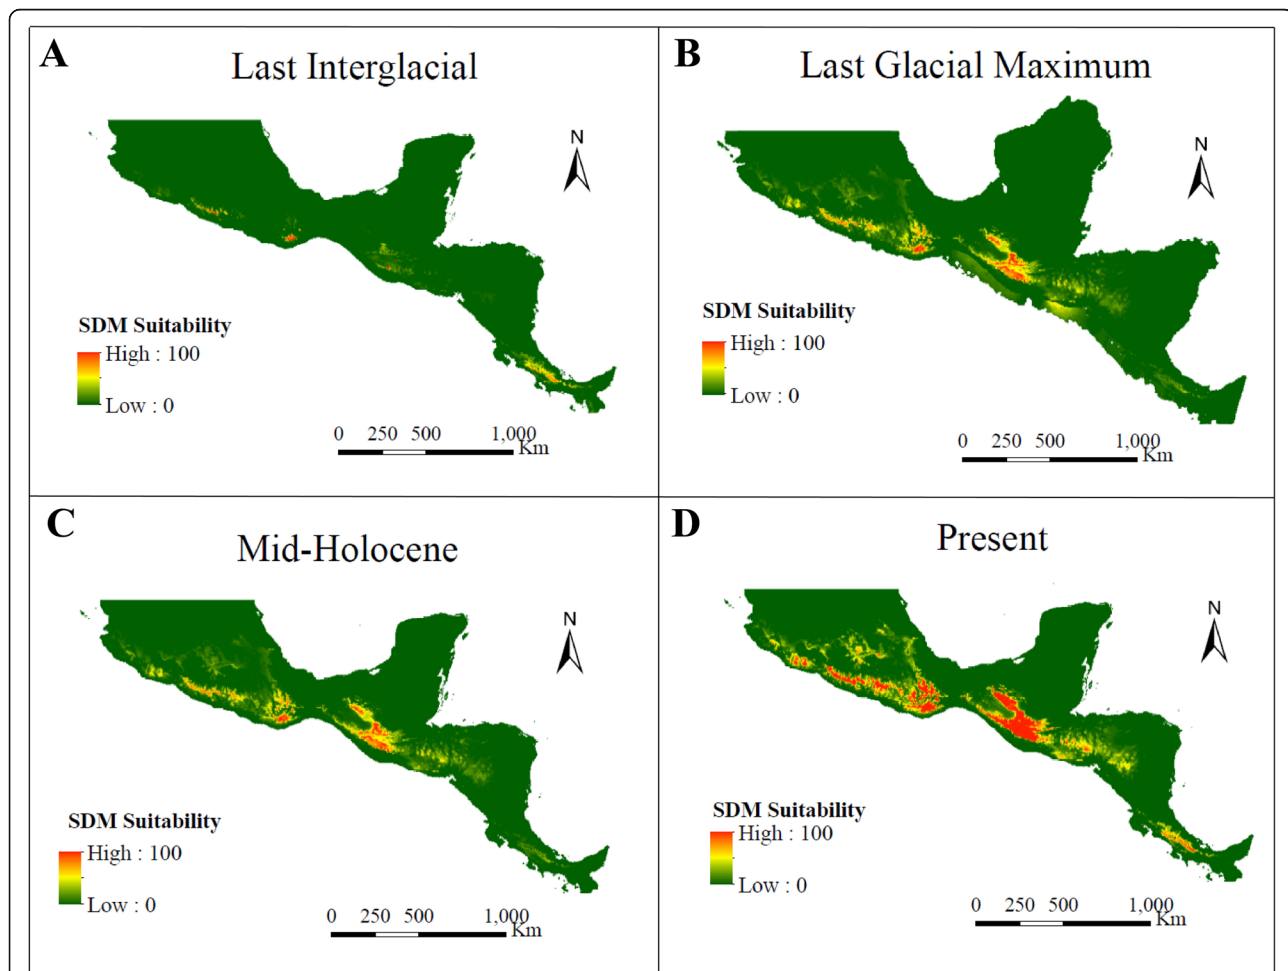 A
Last Interglacial
N
SDM Suitability
High : 100
Low : 0
0 250 500 1,000
Km
B
Last Glacial Maximum
N
SDM Suitability
High : 100
Low : 0
0 250 500 1,000
Km
C
Mid-Holocene
N
SDM Suitability
High : 100
Low : 0
0 250 500 1,000
Km
D
Present
N
SDM Suitability
High : 100
Low : 0
0 250 500 1,000
Km